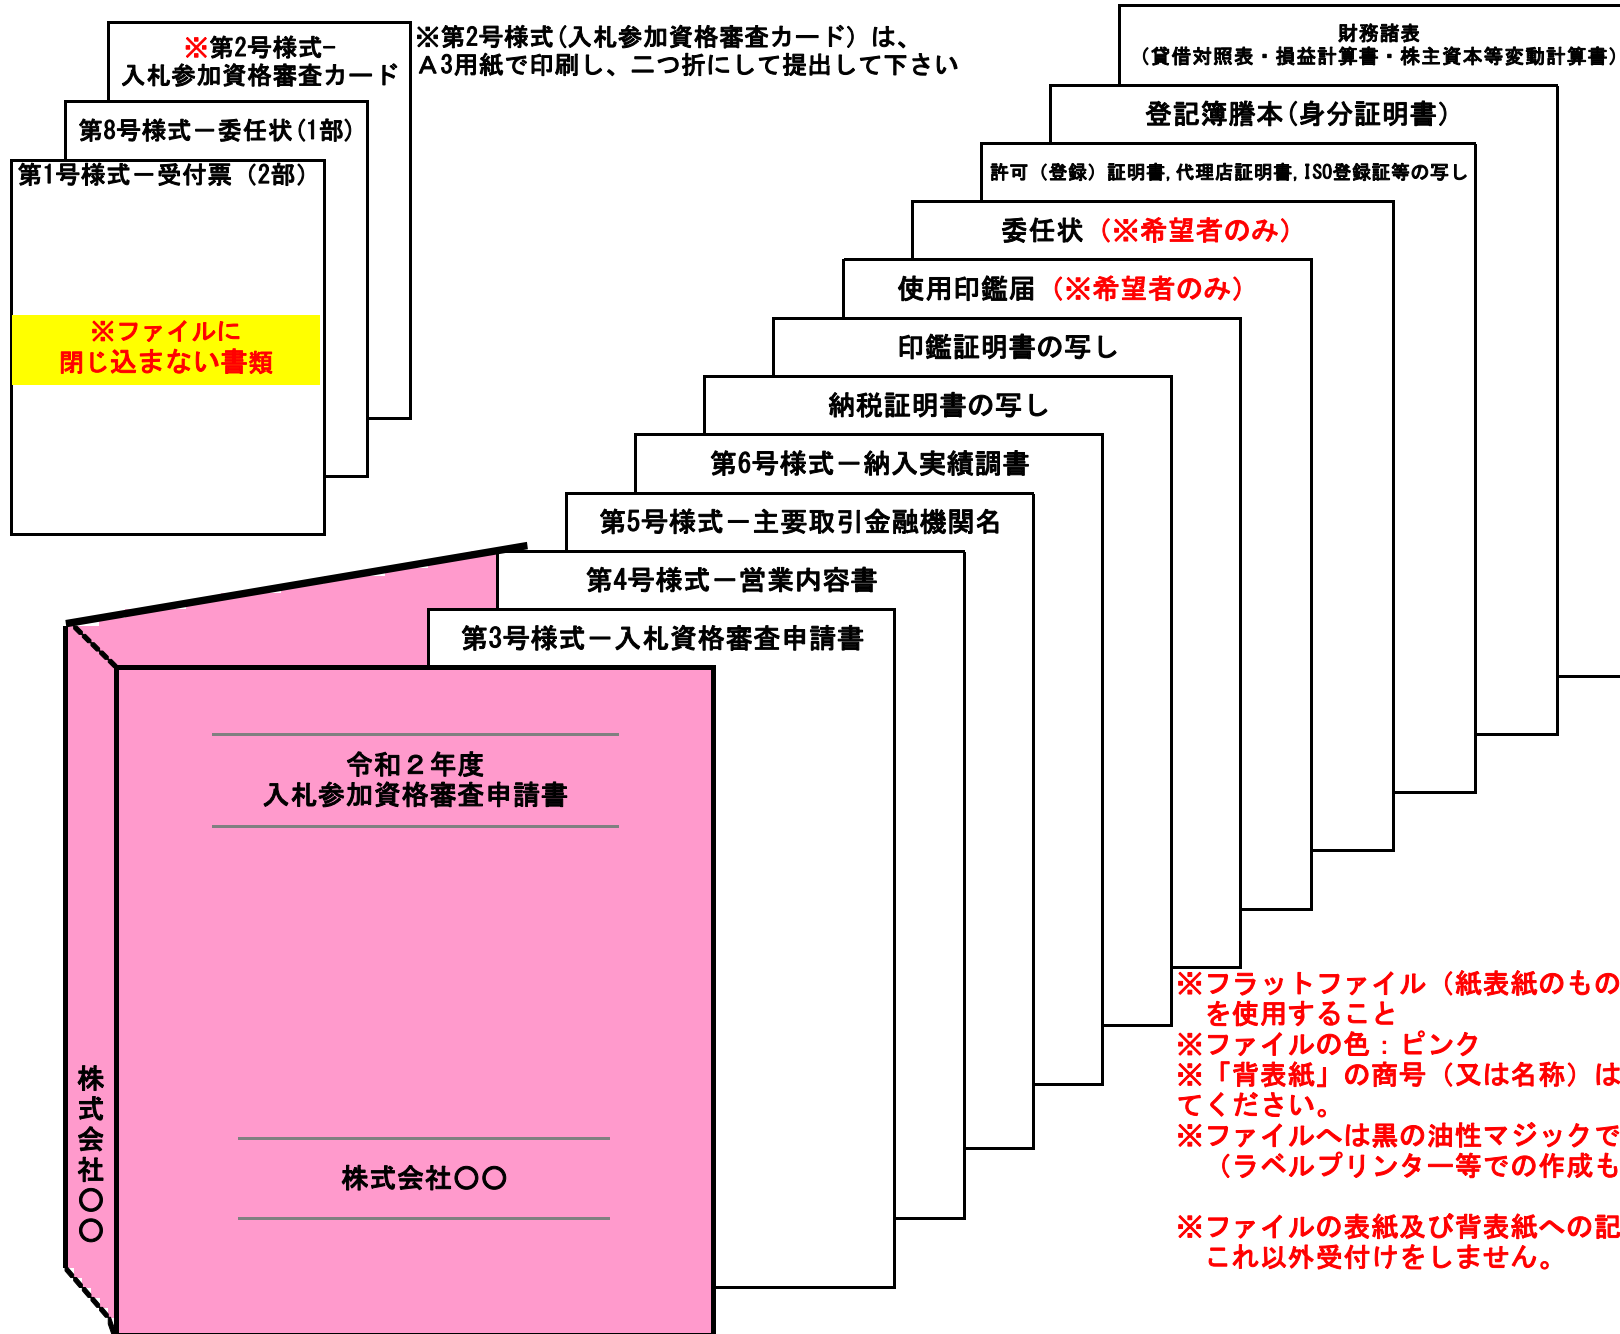 ※第2号様式-
入札参加資格審査カード
※第2号様式(入札参加資格審査カード）は、
Ａ3用紙で印刷し、二つ折にして提出して下さい
第8号様式－委任状(1部)
第1号様式－受付票（2部）
※ファイルに
閉じ込まない書類
財務諸表
（貸借対照表・損益計算書・株主資本等変動計算書）
登記簿謄本(身分証明書）
許可（登録）証明書,代理店証明書,ISO登録証等の写し
委任状（※希望者のみ）
使用印鑑届（※希望者のみ）
印鑑証明書の写し
納税証明書の写し
第6号様式－納入実績調書
第5号様式－主要取引金融機関名
第4号様式－営業内容書
第3号様式－入札資格審査申請書
令和２年度
入札参加資格審査申請書
株式会社〇〇
株式会社〇〇
※フラットファイル（紙表紙のもの
を使用すること
※ファイルの色：ピンク
※「背表紙」の商号（又は名称）は
てください。
※ファイルへは黒の油性マジックで
（ラベルプリンター等での作成も
※ファイルの表紙及び背表紙への記
これ以外受付けをしません。